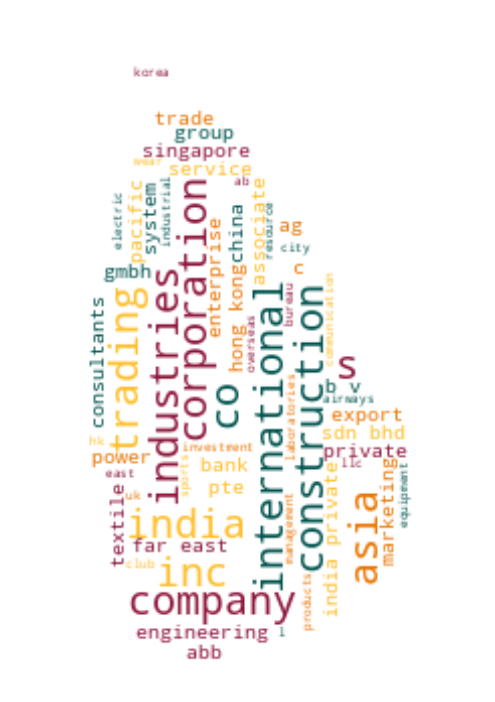 korea
trade
group
singapore
wear
service
ab
pacific
system
industrial
electric
corporation
china
associate
resource
ag
city
c
gmbh
enterprise
hong kong
industries
trading
consultants
co
overseas
international
bureau
construction
communication
s
b v
airways
export
sdn bhd
private
llc
hk
power
east
uk
investment
bank
sports
pte
laboratories
india
textile
far east
club
inc
management
products
india private
asia
marketing
equipment
company
engineering
l
abb